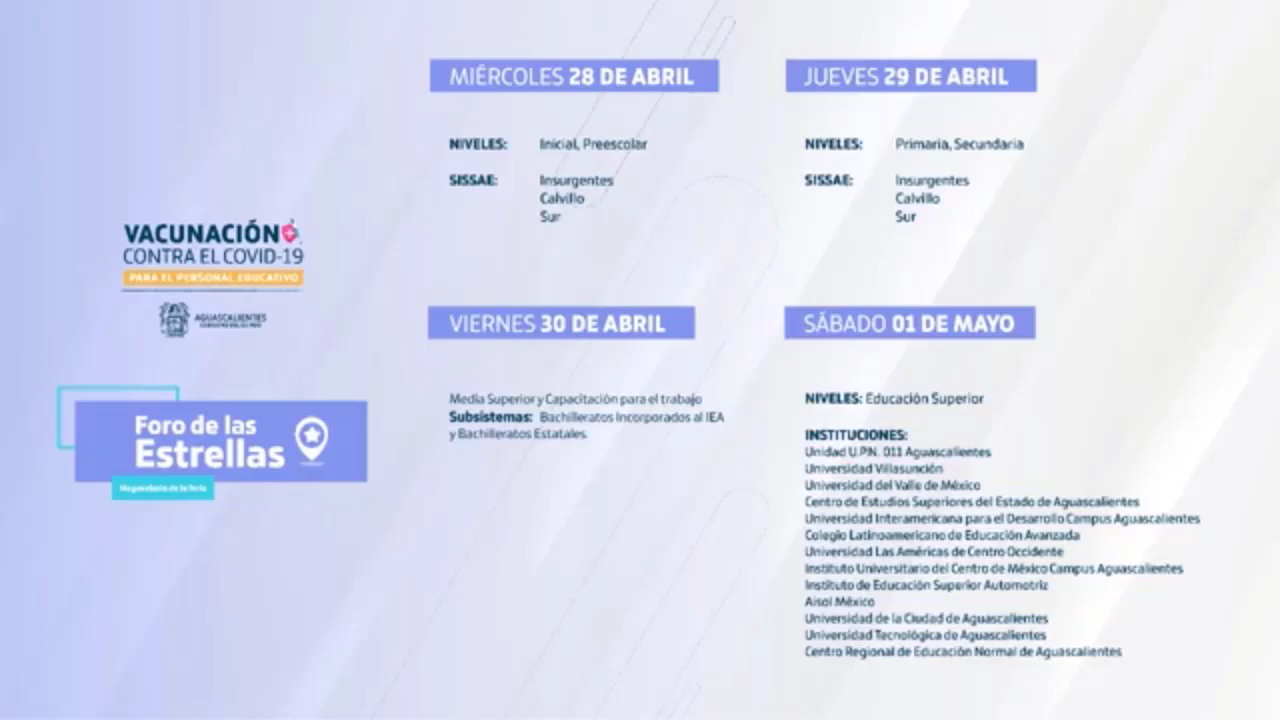 VACUNACIÓN
CONTRA EL COVID-19
PARA EL PERSONAL EDUCATIVO
AGUASCALIENTES
Foro de las
Estrellas
Megavelaria de la Feria
MIÉRCOLES 28 DE ABRIL
NIVELES: Inicial, Preescolar
SISSAE: Insurgentes
Calvillo
Sur
JUEVES 29 DE ABRIL
NIVELES: Primaria, Secundaria
SISSAE: Insurgentes
Calvillo
Sur
VIERNES 30 DE ABRIL
Media Superior y Capacitación para el trabajo
Subsistemas: Bachilleratos Incorporados al IEA
y Bachilleratos Estatales.
SÁBADO 01 DE MAYO
NIVELES: Educación Superior
INSTITUCIONES:
Unidad U.P.N. 011 Aguascalientes
Universidad Villasunción
Universidad del Valle de México
Centro de Estudios Superiores del Estado de Aguascalientes
Universidad Interamericana para el Desarrollo Campus Aguascalientes
Colegio Latinoamericano de Educación Avanzada
Universidad Las Américas de Centro Occidente
Instituto Universitario del Centro de México Campus Aguascalientes
Instituto de Educación Superior Automotriz
Aisol México
Universidad de la Ciudad de Aguascalientes
Universidad Tecnológica de Aguascalientes
Centro Regional de Educación Normal de Aguascalientes